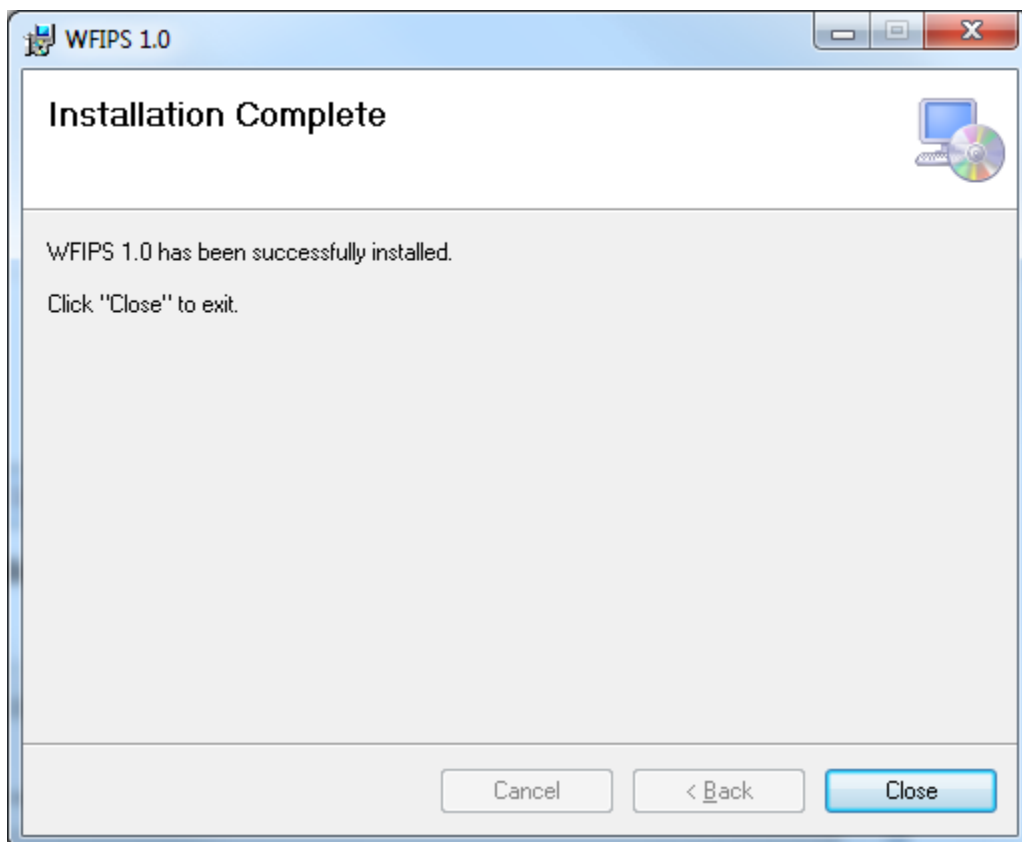 WFIPS 1.0
Installation Complete
WFIPS 1.0 has been successfully installed.
Click "Close" to exit.
Cancel
< Back
Close